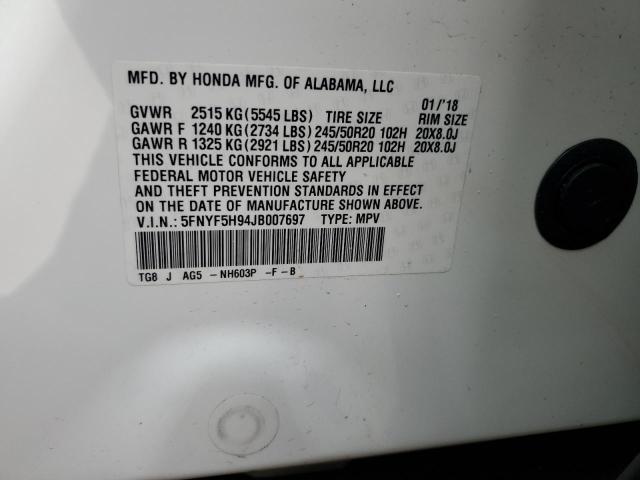 MFD. BY HONDA MFG. OF ALABAMA, LLC
01/'18
GVWR 2515 KG (5545 LBS) TIRE SIZE RIM SIZE
GAWR F 1240 KG (2734 LBS) 245/50R20 102H 20X8.0J
GAWR R 1325 KG (2921 LBS) 245/50R20 102H 20X8.0J
THIS VEHICLE CONFORMS TO ALL APPLICABLE
FEDERAL MOTOR VEHICLE SAFETY
AND THEFT PREVENTION STANDARDS IN EFFECT
ON THE DATE OF MANUFACTURE SHOWN ABOVE.
V.I.N.: 5FNYF5H94JB007697 TYPE: MPV
TG8 J AG5 -NH603P -F -B